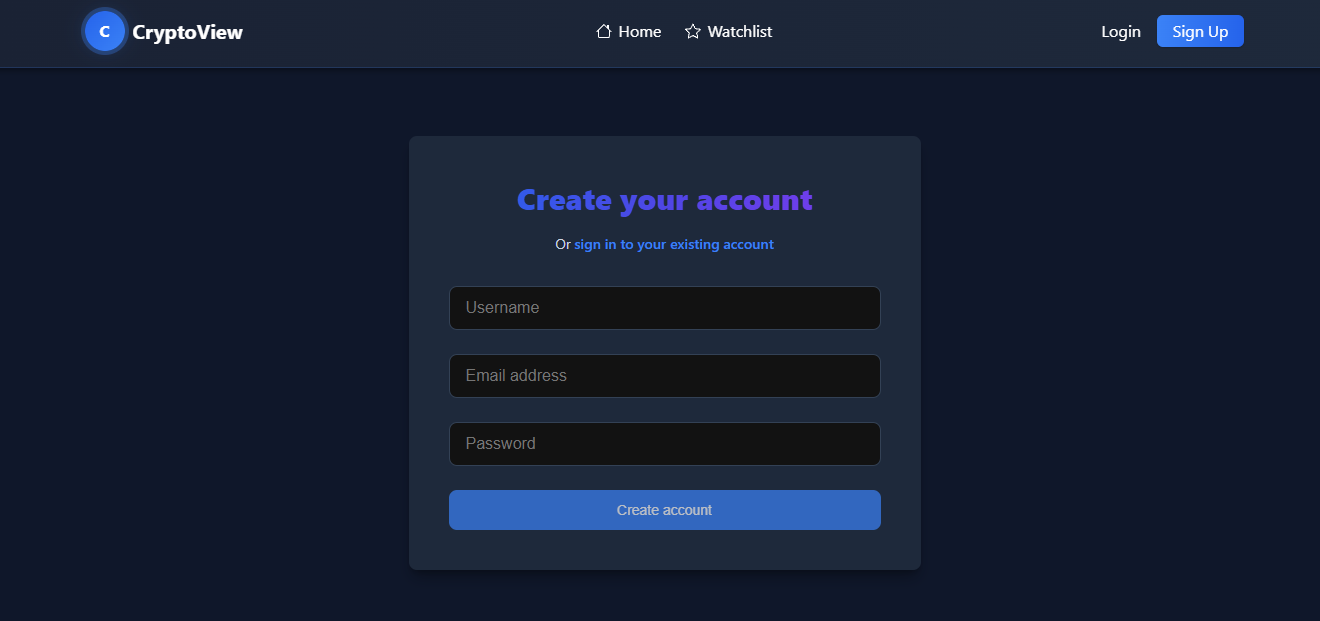 C CryptoView Home Watchlist Login Sign Up
Create your account
Or sign in to your existing account
Username
Email address
Password
Create account